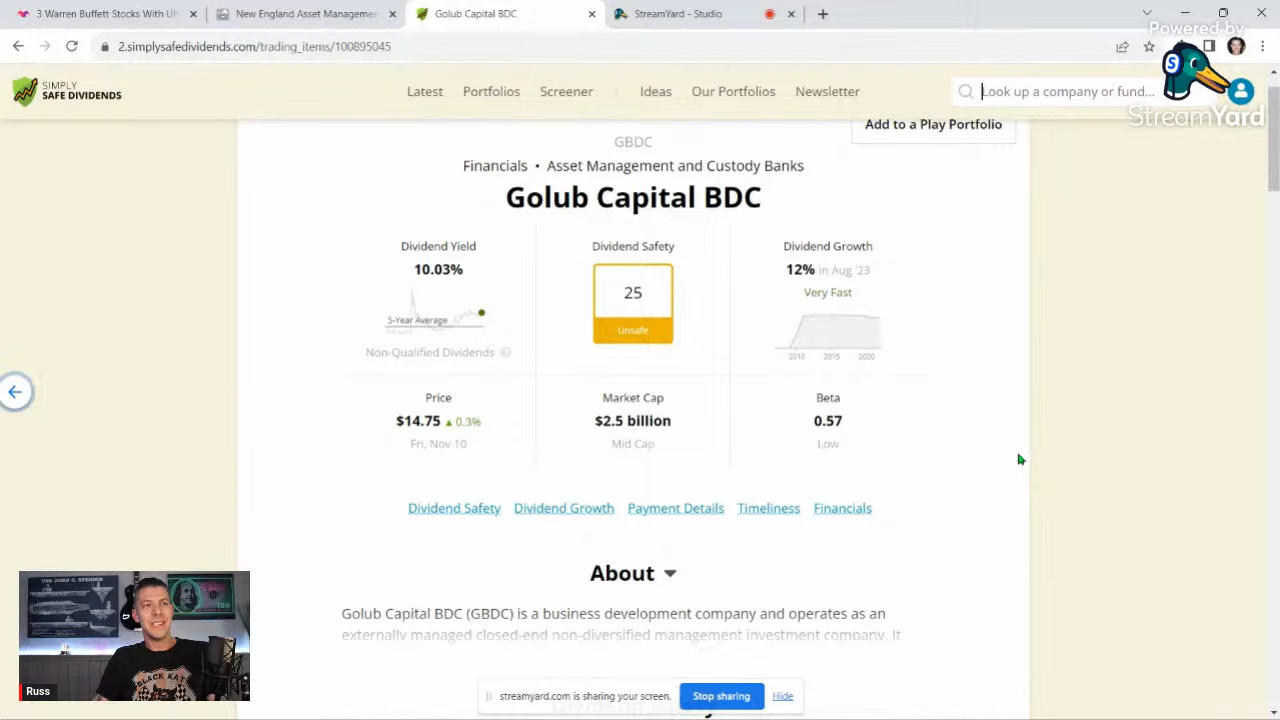 3 Warren Buffett Stocks With Ul
New England Asset Managemen
Golub Capital BDC
StreamYard - Studio
2.simplysafedividends.com/trading_items/100895045
Powered by
StreamYard
SIMPLY
SAFE DIVIDENDS
Latest
Portfolios
Screener
Ideas
Our Portfolios
Newsletter
Look up a company or fund...
Add to a Play Portfolio
GBDC
Financials • Asset Management and Custody Banks
Golub Capital BDC
Dividend Yield
10.03%
5-Year Average
Non-Qualified Dividends
Dividend Safety
25
Unsafe
Dividend Growth
12% in Aug '23
Very Fast
2010 2015 2020
Price
$14.75 ▲ 0.3%
Fri, Nov 10
Market Cap
$2.5 billion
Mid Cap
Beta
0.57
Low
Dividend Safety
Dividend Growth
Payment Details
Timeliness
Financials
About
Golub Capital BDC (GBDC) is a business development company and operates as an
externally managed closed-end non-diversified management investment company. It
streamyard.com is sharing your screen.
Stop sharing
Hide
USS JOHN C. STENNIS
YOU
BLACK
Russ